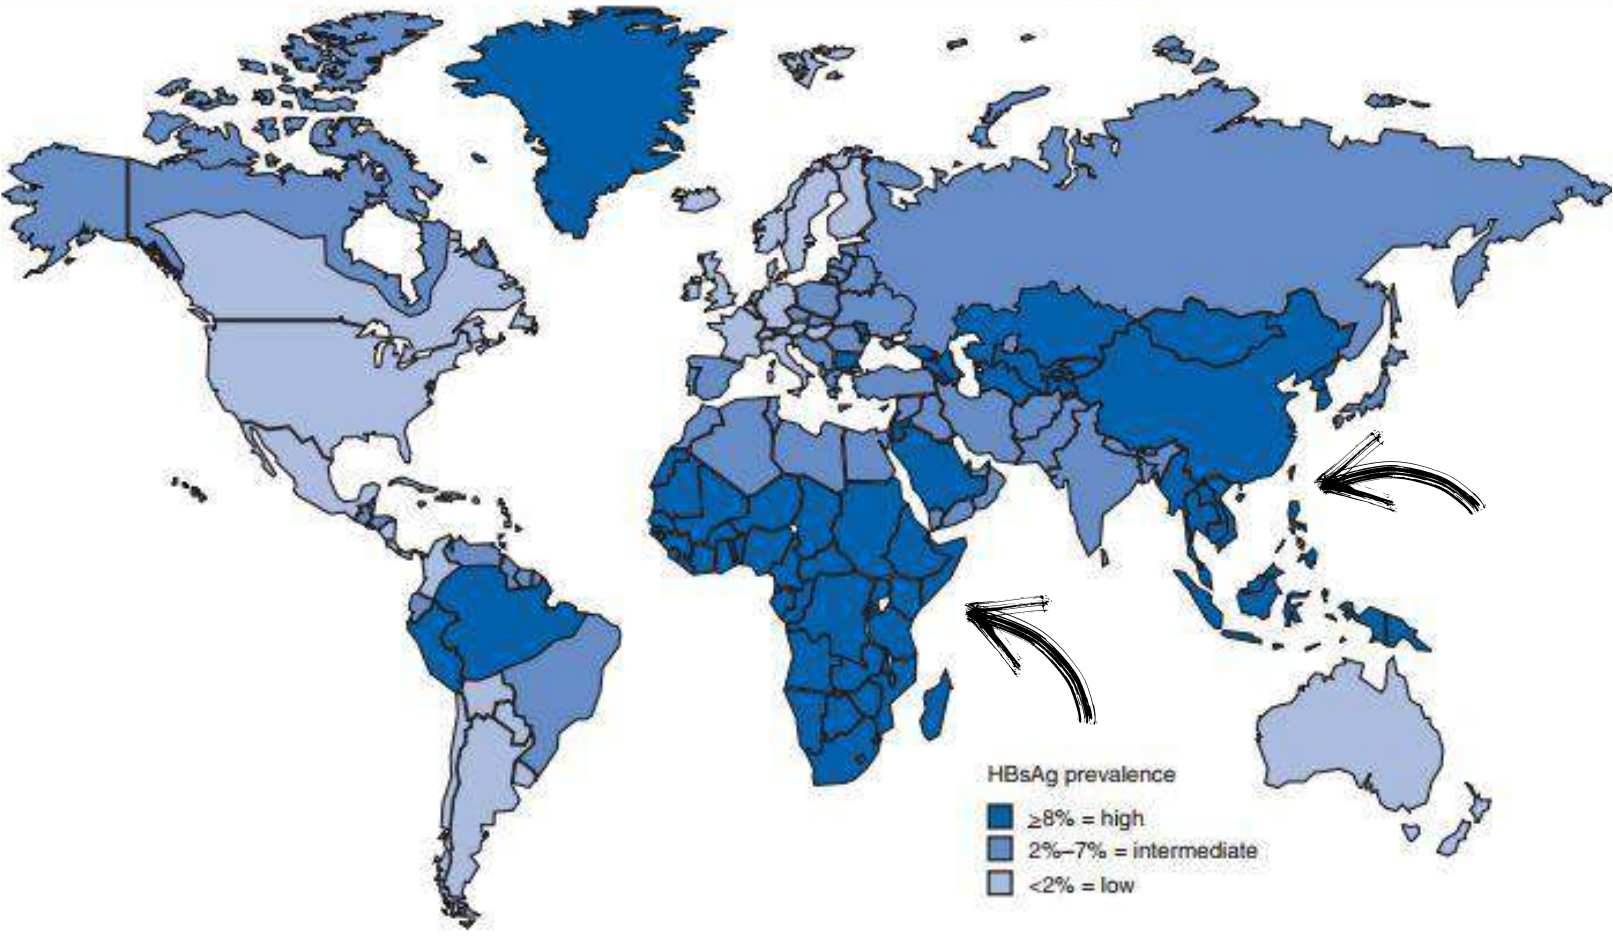 HBsAg prevalence
≥8% = high
2%–7% = intermediate
<2% = low